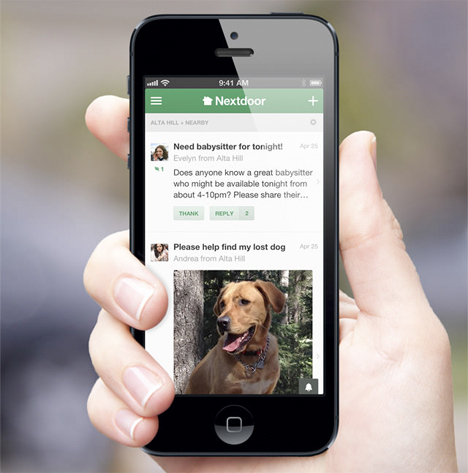 9:41 AM
Nextdoor
ALTA HILL + NEARBY
Need babysitter for tonight!
Apr 25
Evelyn from Alta Hill
1
Does anyone know a great babysitter
who might be available tonight from
about 4-10pm? Please share their...
THANK
REPLY 2
Please help find my lost dog
Apr 25
Andrea from Alta Hill